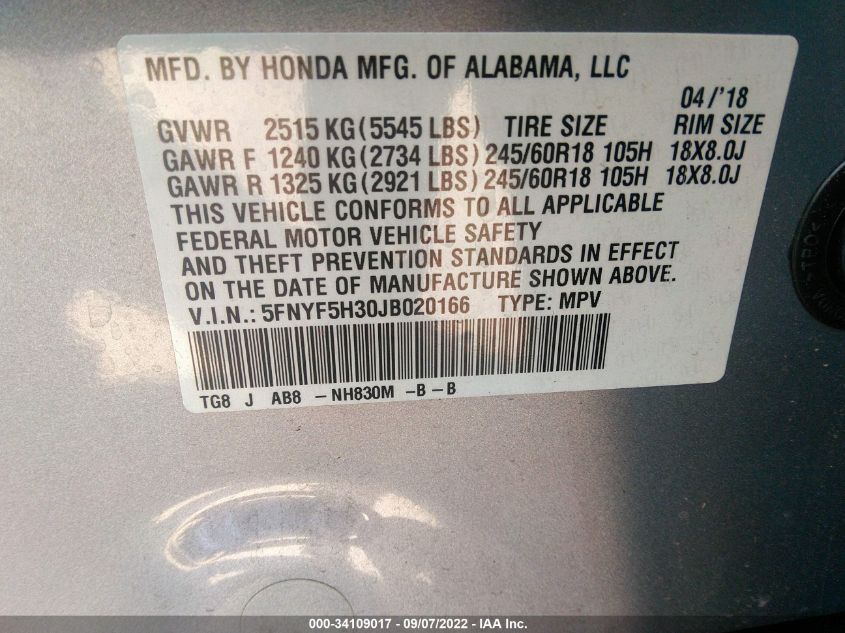 MFD. BY HONDA MFG. OF ALABAMA, LLC
04/'18
GVWR 2515 KG (5545 LBS) TIRE SIZE RIM SIZE
GAWR F 1240 KG (2734 LBS) 245/60R18 105H 18X8.0J
GAWR R 1325 KG (2921 LBS) 245/60R18 105H 18X8.0J
THIS VEHICLE CONFORMS TO ALL APPLICABLE
FEDERAL MOTOR VEHICLE SAFETY
AND THEFT PREVENTION STANDARDS IN EFFECT
ON THE DATE OF MANUFACTURE SHOWN ABOVE.
V.I.N.: 5FNYF5H30JB020166 TYPE: MPV
TG8 J AB8 -NH830M -B -B
000-34109017 - 09/07/2022 - IAA Inc.